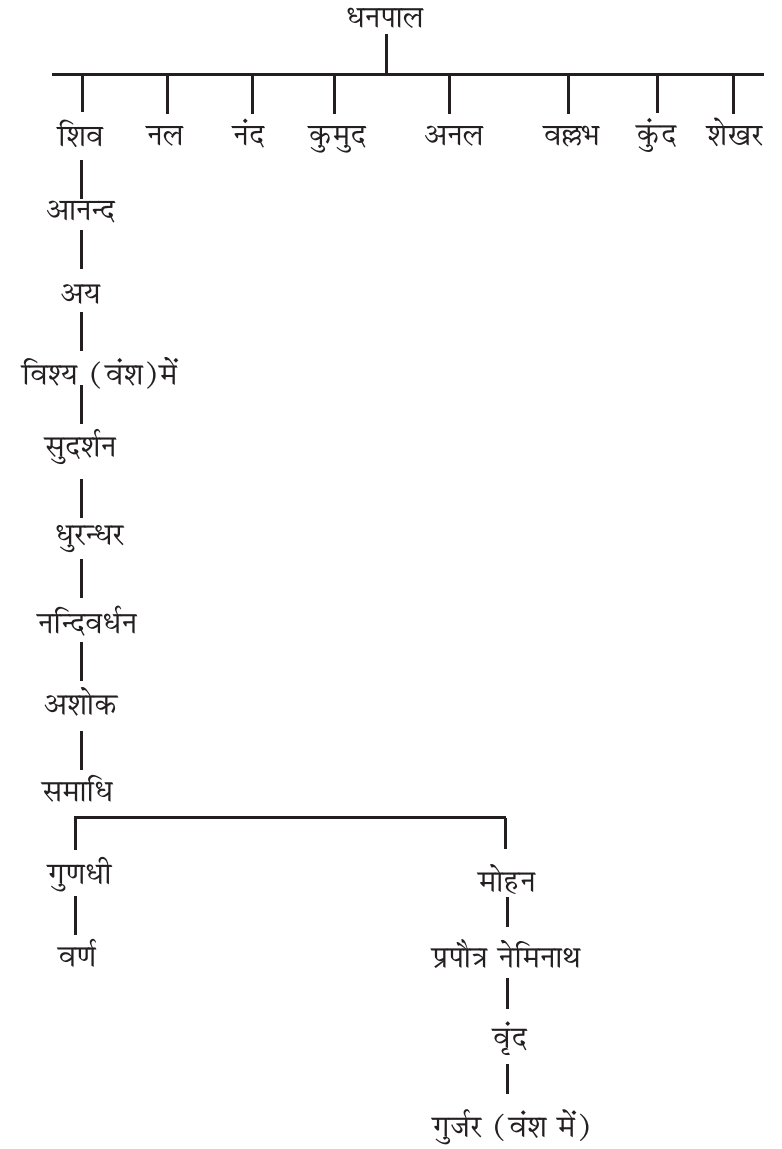 धनपाल
शिव नल नंद कुमुद अनल वल्लभ कुंद शेखर
आनन्द
अय
विश्य (वंश)में
सुदर्शन
धुरन्धर
नन्दिवर्धन
अशोक
समाधि
गुणधी मोहन
वर्ण प्रपौत्र नेमिनाथ
वृंद
गुर्जर (वंश में)